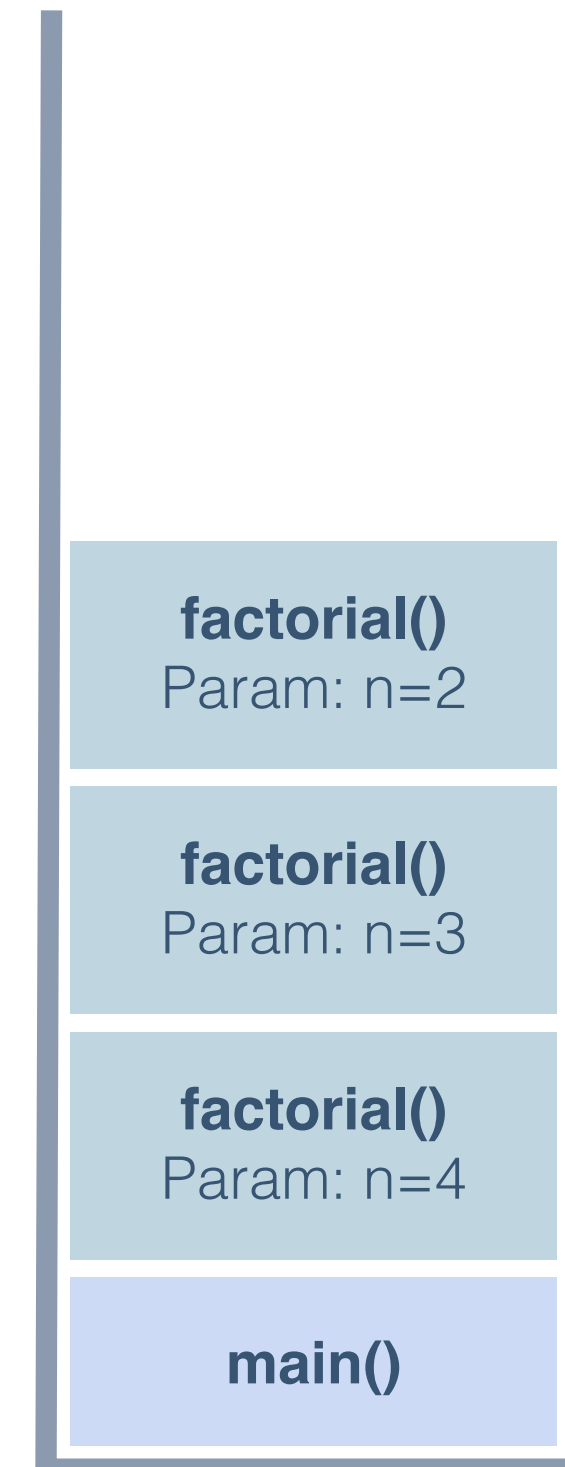 factorial()
Param: n=2
factorial()
Param: n=3
factorial()
Param: n=4
main()